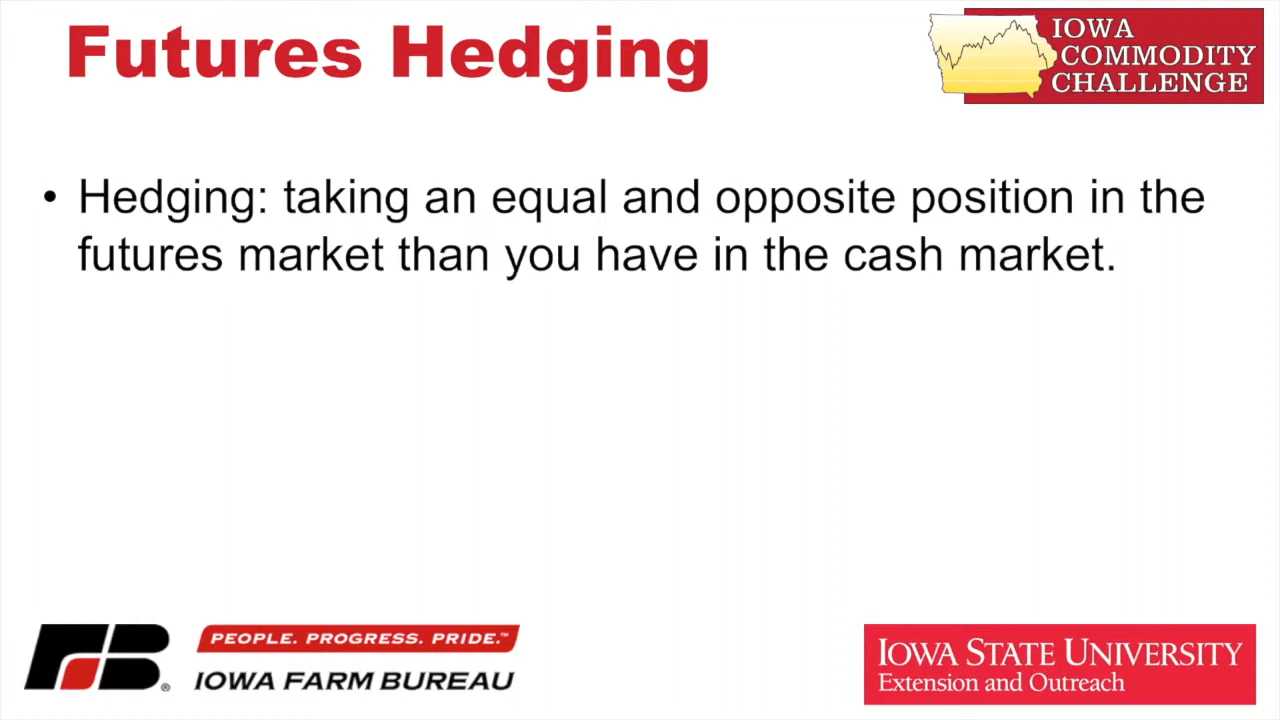 Futures Hedging
IOWA
COMMODITY
CHALLENGE
• Hedging: taking an equal and opposite position in the
futures market than you have in the cash market.
FB®
PEOPLE. PROGRESS. PRIDE.™
IOWA FARM BUREAU
IOWA STATE UNIVERSITY
Extension and Outreach